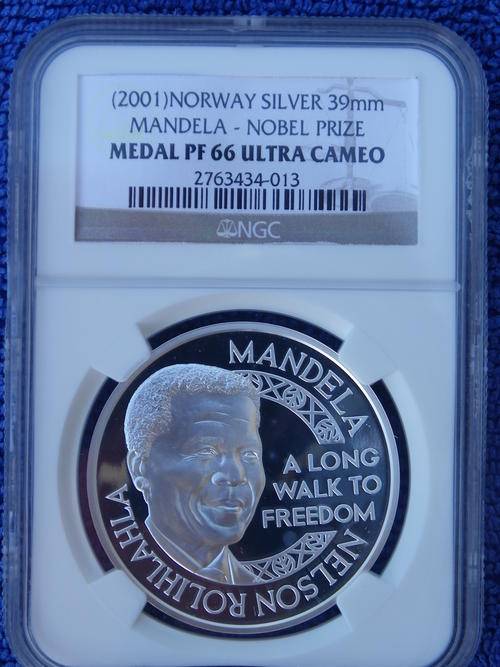 (2001)NORWAY SILVER 39mm
MANDELA - NOBEL PRIZE
MEDAL PF 66 ULTRA CAMEO
2763434-013
NGC
MANDELA
A LONG
WALK TO
FREEDOM
NELSON ROLIHLAHLA